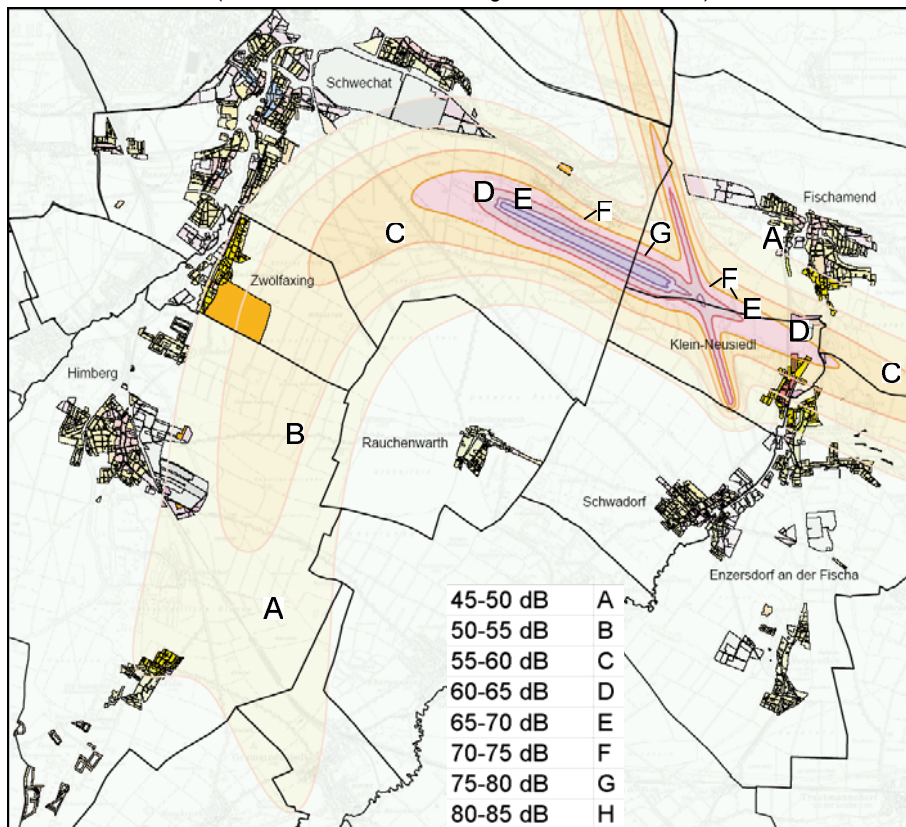 Schwechat
D
E
F
Fischamend
C
G
A
Zwölfaxing
F
E
D
Klein-Neusiedl
C
Himberg
B
Rauchenwarth
Schwadorf
Enzersdorf an der Fischa
A
45-50 dB A
50-55 dB B
55-60 dB C
60-65 dB D
65-70 dB E
70-75 dB F
75-80 dB G
80-85 dB H